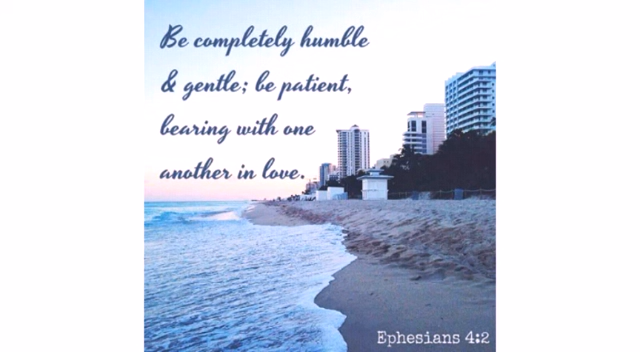 Be completely humble
& gentle; be patient,
bearing with one
another in love.
Ephesians 4:2